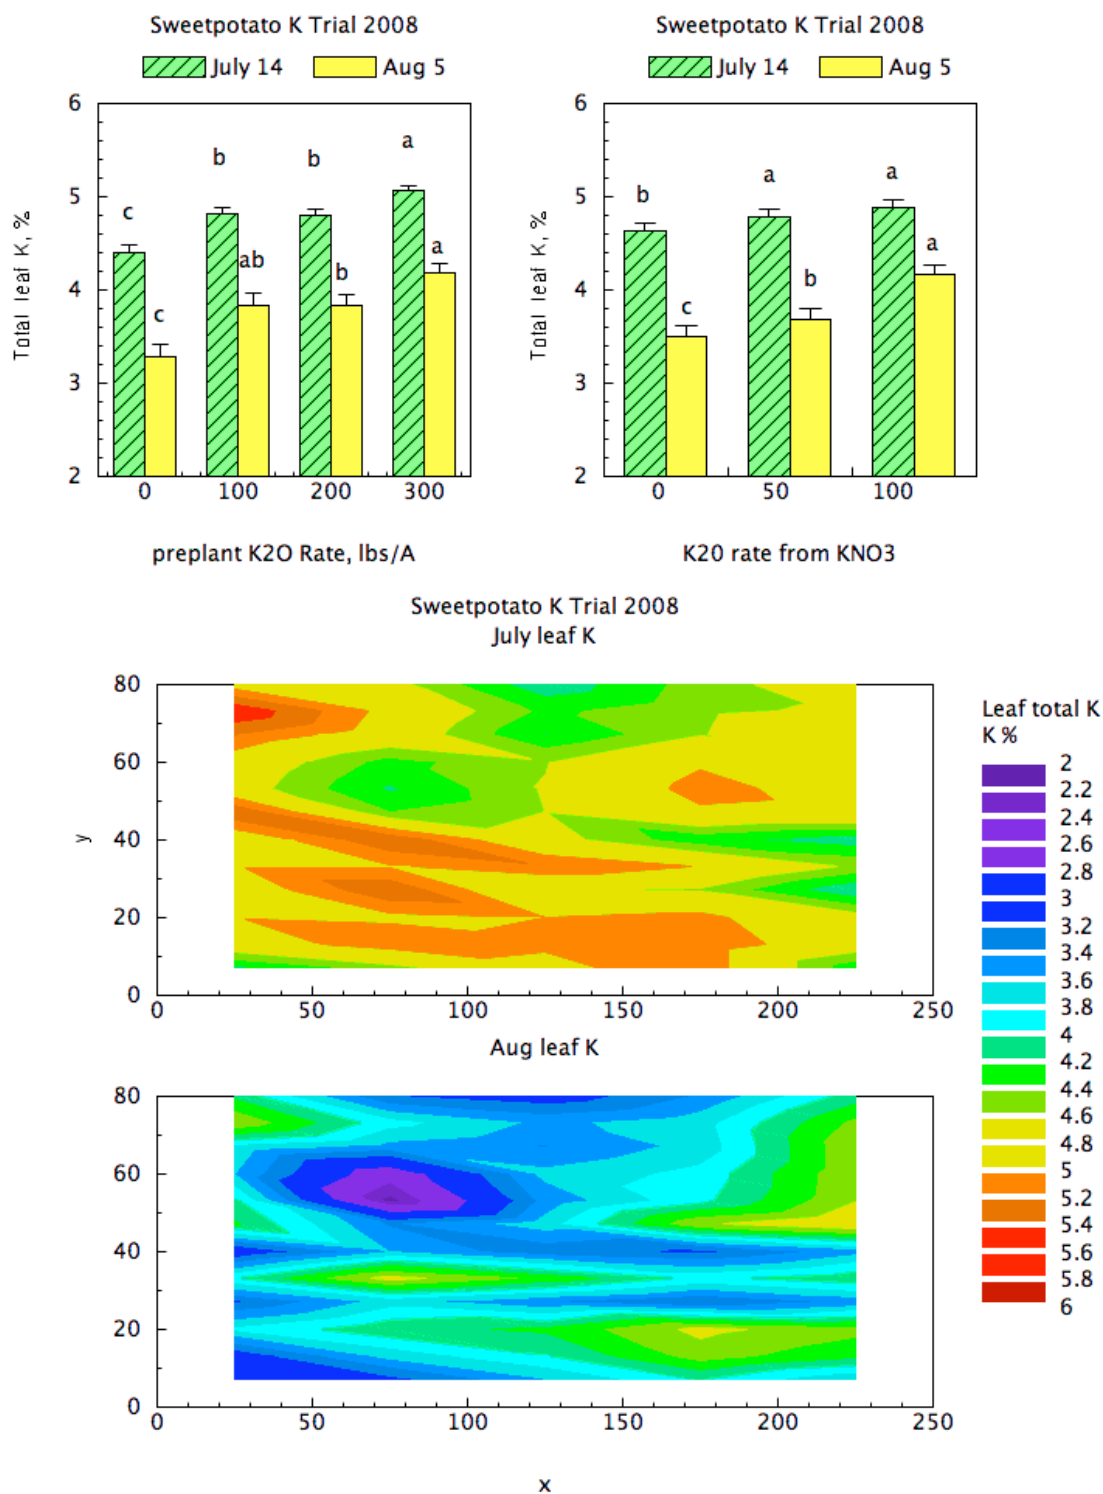 Sweetpotato K Trial 2008
July 14 Aug 5
6
5
4
3
2
Total leaf K, %
c
c
b
ab
b
b
a
a
0 100 200 300
preplant K2O Rate, lbs/A
Sweetpotato K Trial 2008
July 14 Aug 5
6
5
4
3
2
Total leaf K, %
b
c
a
b
a
a
0 50 100
K20 rate from KNO3
Sweetpotato K Trial 2008
July leaf K
80
60
40
20
0
y
0 50 100 150 200 250
Leaf total K
K %
2
2.2
2.4
2.6
2.8
3
3.2
3.4
3.6
3.8
4
4.2
4.4
4.6
4.8
5
5.2
5.4
5.6
5.8
6
Aug leaf K
80
60
40
20
0
0 50 100 150 200 250
x